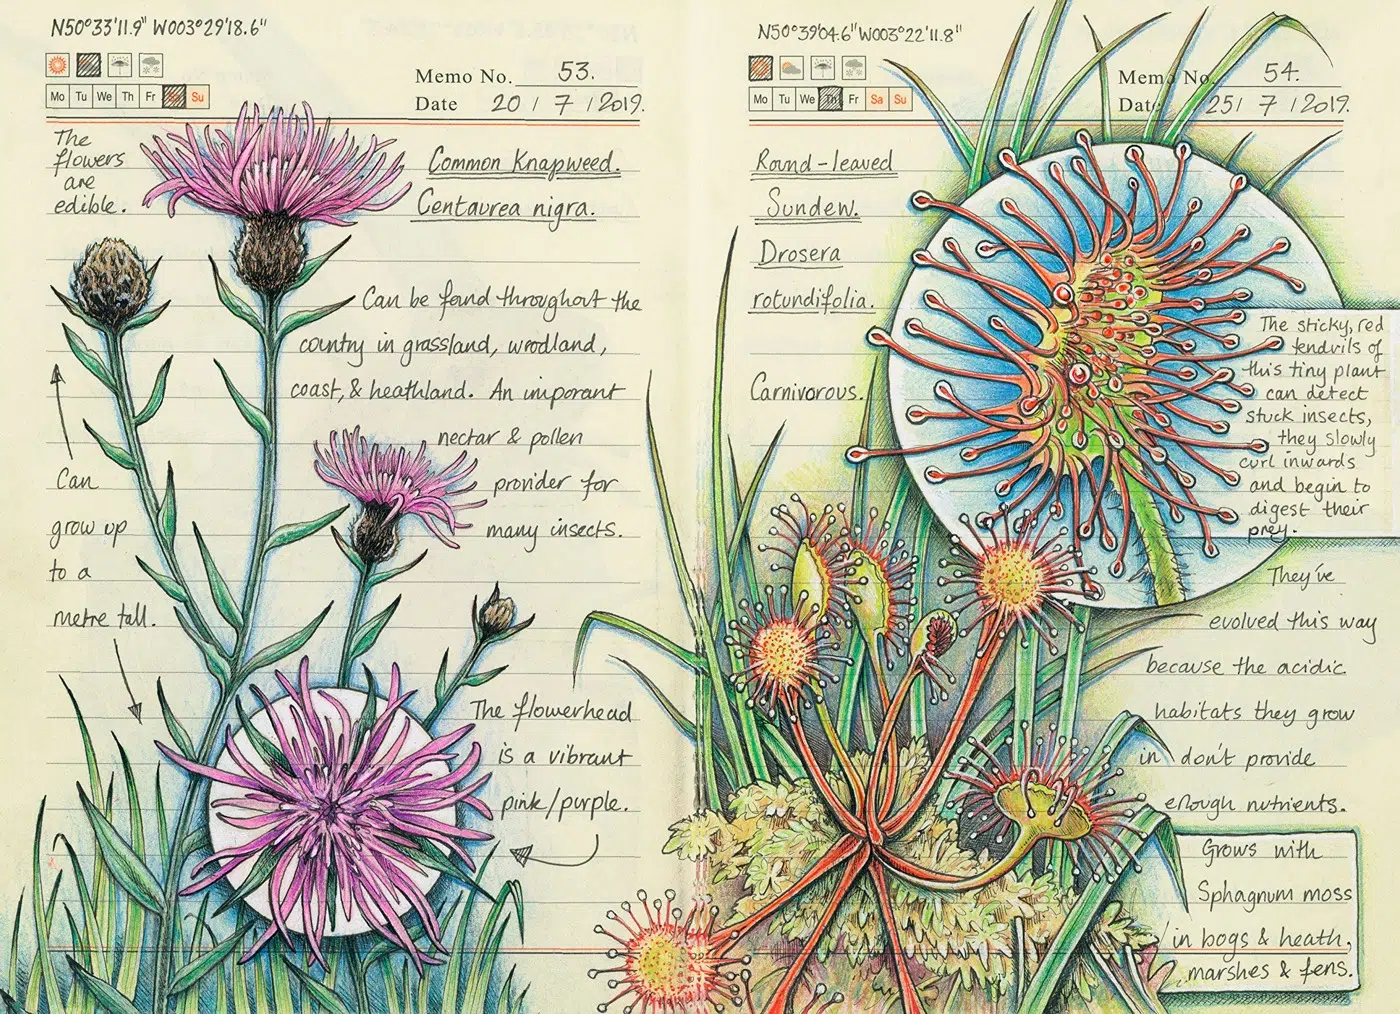 N50°33'11.9" W003°29'18.6"
Memo No. 53.
Mo Tu We Th Fr Sa Su
Date 20 / 7 / 2019.
The
flowers
are
edible.
Common Knapweed.
Centaurea nigra.
Can be found throughout the
country in grassland, woodland,
coast, & heathland. An imporant
nectar & pollen
provider for
many insects.
Can
grow up
to a
metre tall.
The flowerhead
is a vibrant
pink/purple.
N50°39'04.6" W003°22'11.8"
Memo No. 54.
Mo Tu We Th Fr Sa Su
Date 25 / 7 / 2019.
Round-leaved
Sundew.
Drosera
rotundifolia.
Carnivorous.
The sticky, red
tendrils of
this tiny plant
can detect
stuck insects,
they slowly
curl inwards
and begin to
digest their
prey.
They've
evolved this way
because the acidic
habitats they grow
in don't provide
enough nutrients.
Grows with
Sphagnum moss
in bogs & heath,
marshes & fens.